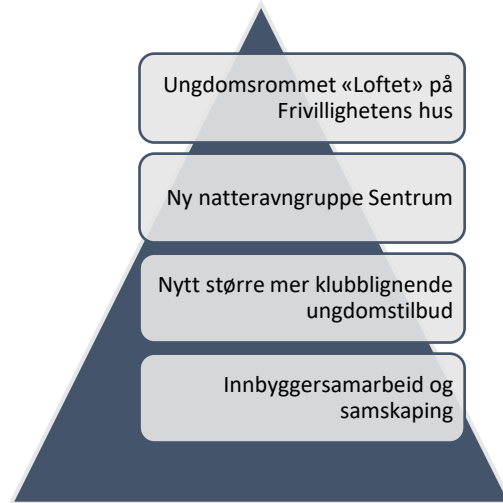 Ungdomsrommet «Loftet» på
Frivillighetens hus
Ny natteravngruppe Sentrum
Nytt større mer klubblignende
ungdomstilbud
Innbyggersamarbeid og
samskaping